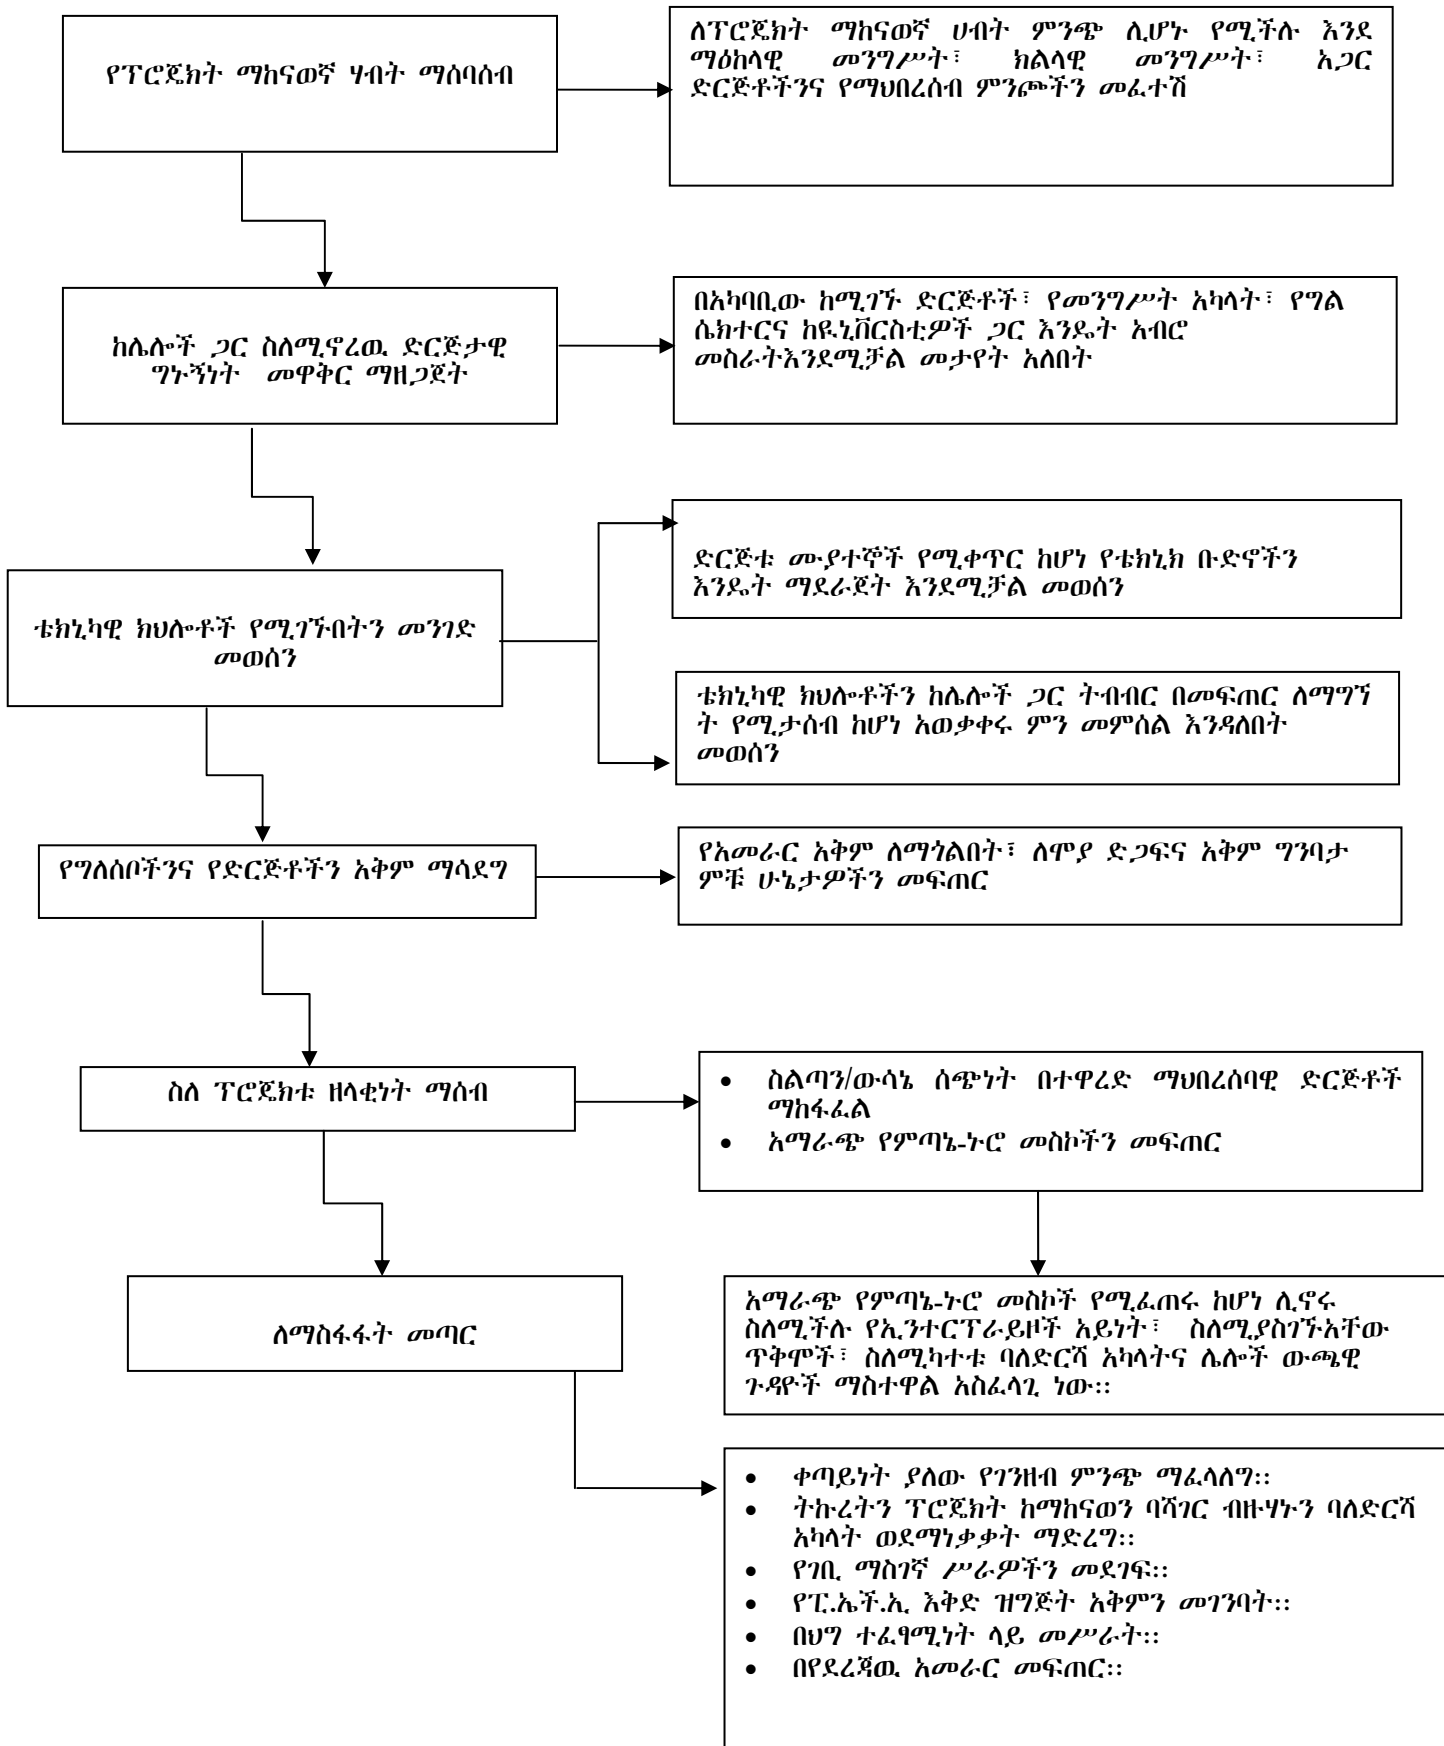 የፕሮጄክት ማከናወኛ ሃብት ማሰባሰብ
ለፕሮጄክት ማከናወኛ ሀብት ምንጭ ሊሆኑ የሚችሉ እንደ
ማዕከላዊ መንግሥት፣ ክልላዊ መንግሥት፣ አጋር
ድርጅቶችንና የማህበረሰብ ምንጮችን መፈተሽ
ከሌሎች ጋር ስለሚኖረዉ ድርጅታዊ
ግኑኝነት መዋቅር ማዘጋጀት
በአካባቢው ከሚገኙ ድርጅቶች፣ የመንግሥት አካላት፣ የግል
ሴክተርና ከዩኒቨርስቲዎች ጋር እንዴት አብሮ
መስራትእንደሚቻል መታየት አለበት
ድርጅቱ ሙያተኞች የሚቀጥር ከሆነ የቴክኒክ ቡድኖችን
እንዴት ማደራጀት እንደሚቻል መወሰን
ቴክኒካዊ ክህሎቶች የሚገኙበትን መንገድ
መወሰን
ቴክኒካዊ ክህሎቶችን ከሌሎች ጋር ትብብር በመፍጠር ለማግኘ
ት የሚታሰብ ከሆነ አወቃቀሩ ምን መምሰል እንዳለበት
መወሰን
የግለሰቦችንና የድርጅቶችን አቅም ማሳደግ
የአመራር አቅም ለማጎልበት፣ ለሞያ ድጋፍና አቅም ግንባታ
ምቹ ሁኔታዎችን መፍጠር
ስለ ፕሮጄክቱ ዘላቂነት ማሰብ
• ስልጣን/ውሳኔ ሰጭነት በተዋረድ ማህበረሰባዊ ድርጅቶች
ማከፋፈል
• አማራጭ የምጣኔ-ኑሮ መስኮችን መፍጠር
ለማስፋፋት መጣር
አማራጭ የምጣኔ-ኑሮ መስኮች የሚፈጠሩ ከሆነ ሊኖሩ
ስለሚችሉ የኢንተርፕራይዞች አይነት፣ ስለሚያስገኙአቸው
ጥቅሞች፣ ስለሚካተቱ ባለድርሻ አካላትና ሌሎች ውጫዊ
ጉዳዮች ማስተዋል አስፈላጊ ነው፡፡
• ቀጣይነት ያለው የገንዘብ ምንጭ ማፈላለግ፡፡
• ትኩረትን ፕሮጄክት ከማከናወን ባሻገር ብዙሃኑን ባለድርሻ
አካላት ወደማነቃቃት ማድረግ፡፡
• የገቢ ማስገኛ ሥራዎችን መደገፍ፡፡
• የፒ.ኤች.ኢ እቅድ ዝግጅት አቅምን መገንባት፡፡
• በህግ ተፈፃሚነት ላይ መሥራት፡፡
• በየደረጃዉ አመራር መፍጠር፡፡